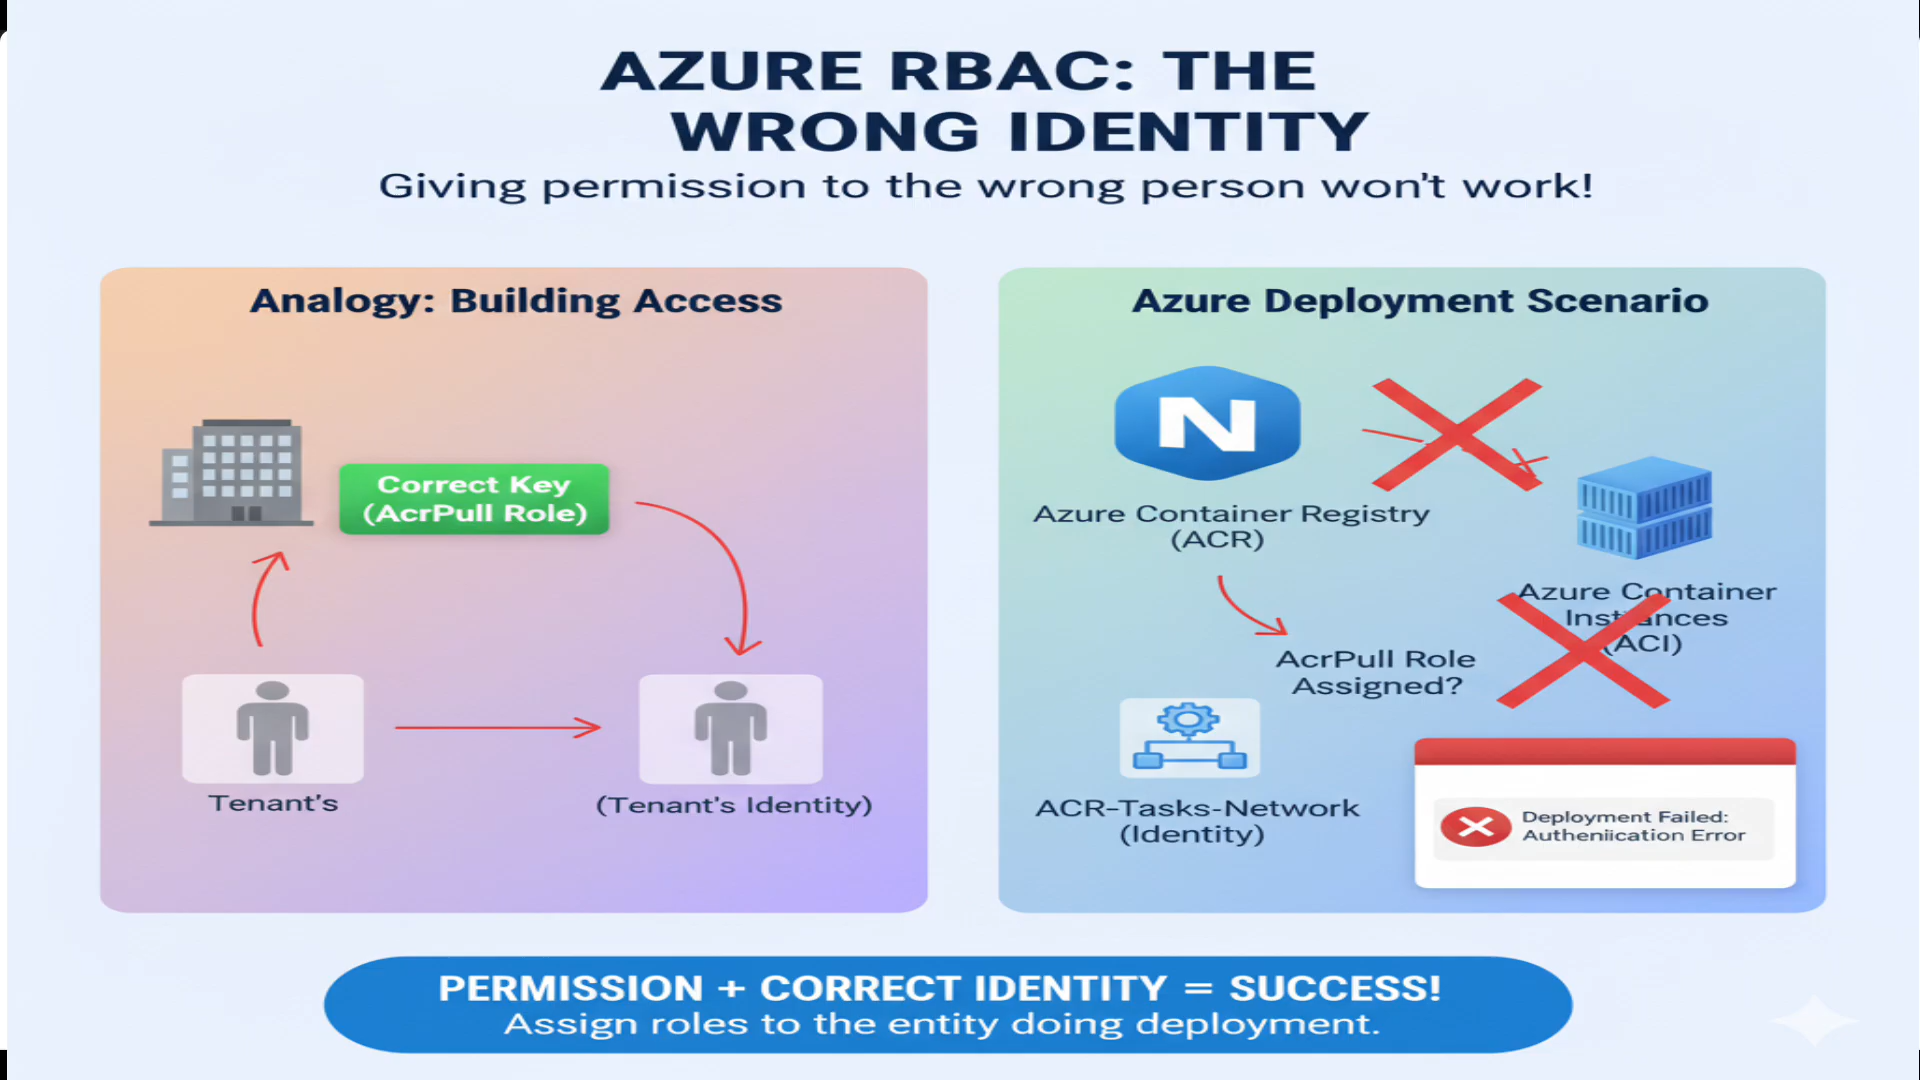 AZURE RBAC: THE
WRONG IDENTITY
Giving permission to the wrong person won't work!
Analogy: Building Access
Correct Key
(AcrPull Role)
Tenant's
(Tenant's Identity)
Azure Deployment Scenario
N
Azure Container Registry
(ACR)
Azure Container
Instances
(ACI)
AcrPull Role
Assigned?
ACR-Tasks-Network
(Identity)
Deployment Failed:
Autheniication Error
PERMISSION + CORRECT IDENTITY = SUCCESS!
Assign roles to the entity doing deployment.